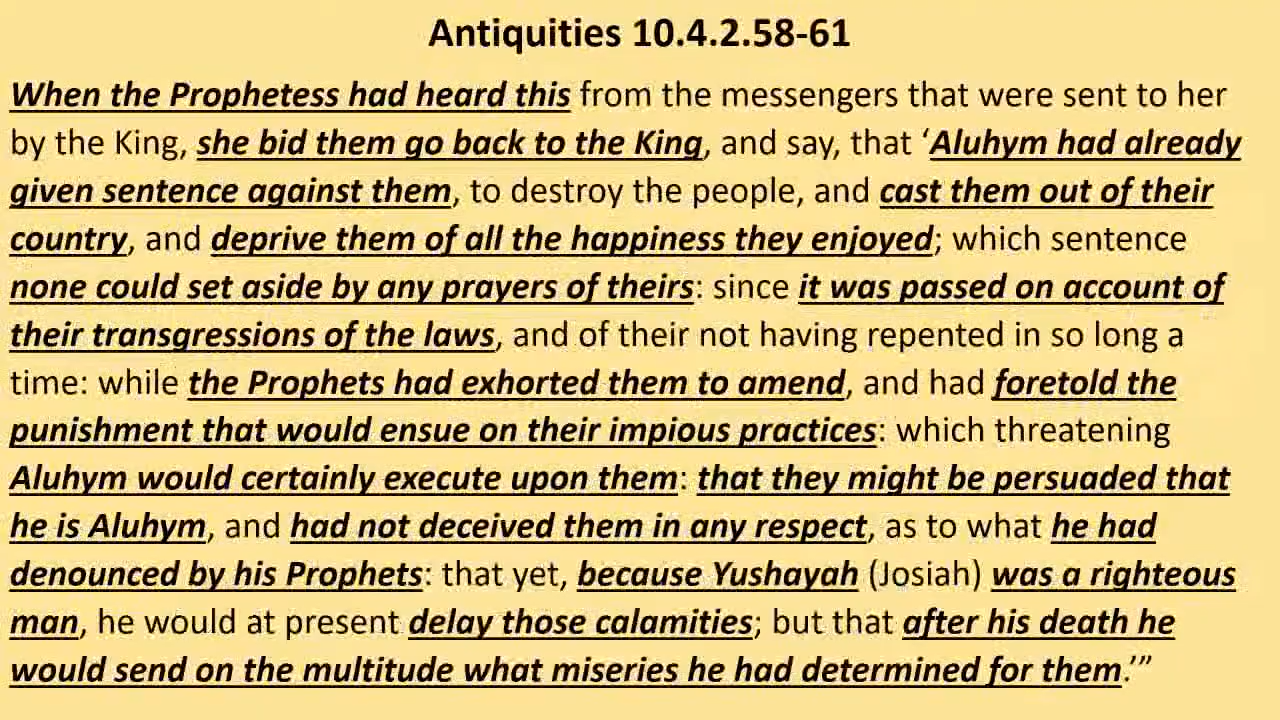 Antiquities 10.4.2.58-61
When the Prophetess had heard this from the messengers that were sent to her
by the King, she bid them go back to the King, and say, that ‘Aluhym had already
given sentence against them, to destroy the people, and cast them out of their
country, and deprive them of all the happiness they enjoyed; which sentence
none could set aside by any prayers of theirs: since it was passed on account of
their transgressions of the laws, and of their not having repented in so long a
time: while the Prophets had exhorted them to amend, and had foretold the
punishment that would ensue on their impious practices: which threatening
Aluhym would certainly execute upon them: that they might be persuaded that
he is Aluhym, and had not deceived them in any respect, as to what he had
denounced by his Prophets: that yet, because Yushayah (Josiah) was a righteous
man, he would at present delay those calamities; but that after his death he
would send on the multitude what miseries he had determined for them.’”